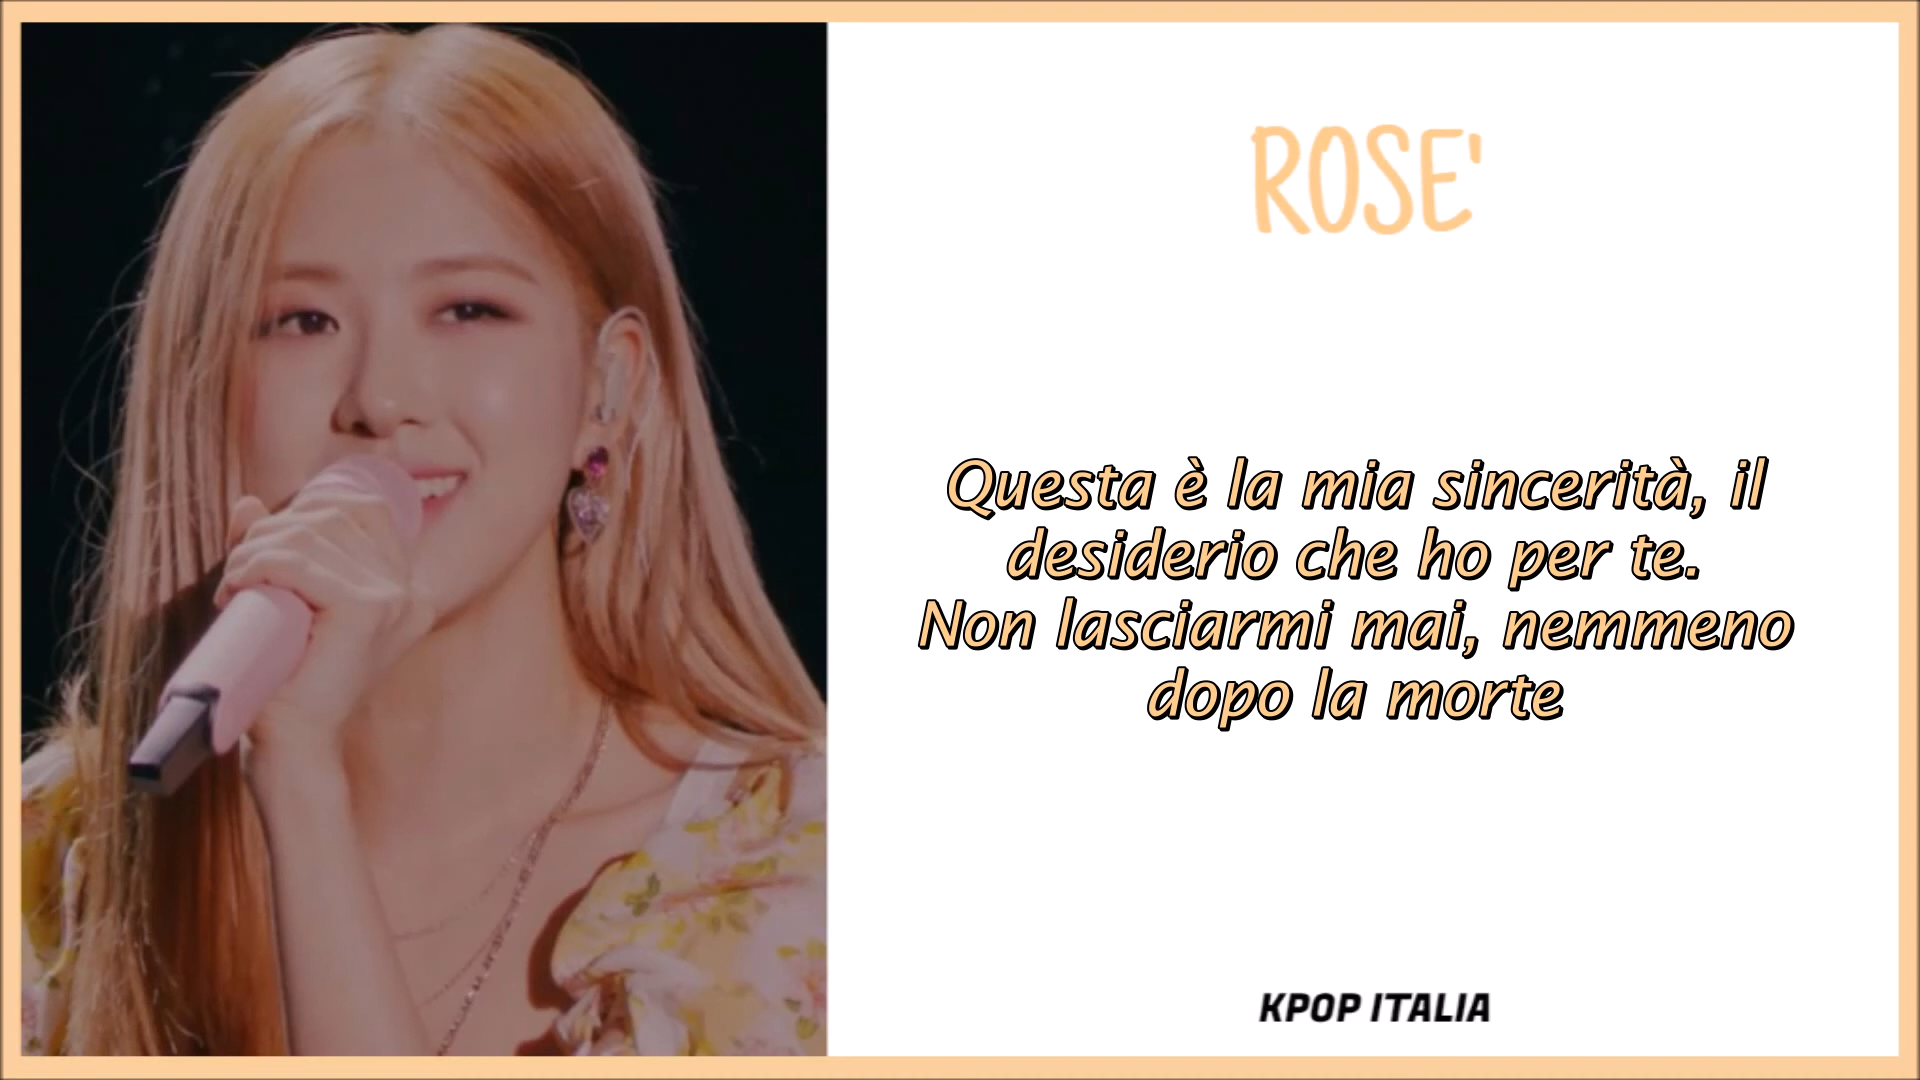 ROSE'
Questa è la mia sincerità, il
desiderio che ho per te.
Non lasciarmi mai, nemmeno
dopo la morte
KPOP ITALIA